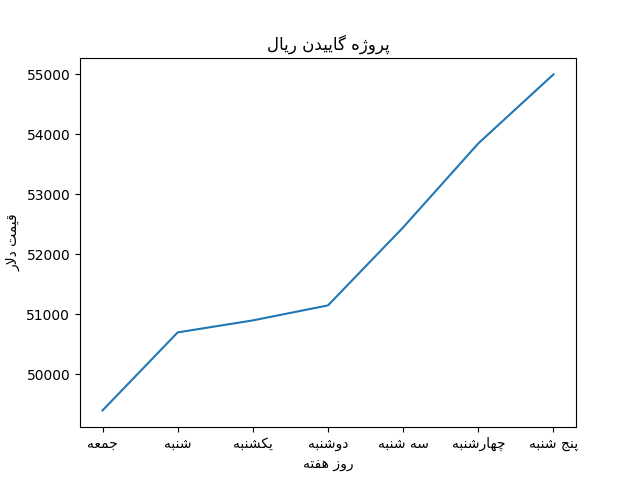 پروژه گاییدن ریال
55000
54000
53000
52000
51000
50000
قیمت دلار
جمعه شنبه یکشنبه دوشنبه سه شنبه چهارشنبه پنج شنبه
روز هفته